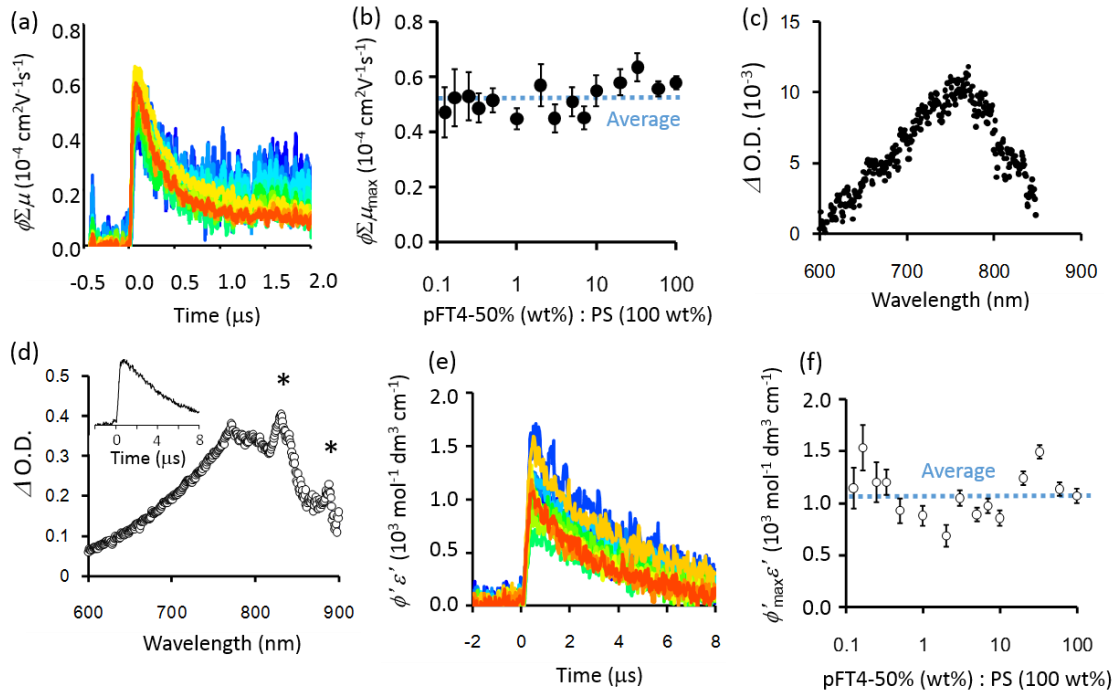 (a)
ϕΣμ (10⁻⁴ cm²V⁻¹s⁻¹)
0.8
0.6
0.4
0.2
0.0
-0.5 0.0 0.5 1.0 1.5 2.0
Time (μs)
(b)
ϕΣμmax (10⁻⁴ cm²V⁻¹s⁻¹)
0.8
0.6
0.4
0.2
0.0
Average
0.1 1 10 100
pFT4-50% (wt%) : PS (100 wt%)
(c)
Δ O.D. (10⁻³)
15
10
5
0
600 700 800 900
Wavelength (nm)
(d)
Δ O.D.
0.5
0.4
0.3
0.2
0.1
0
0 4 8
Time (μs)
*
*
600 700 800 900
Wavelength (nm)
(e)
ϕ' ε' (10³ mol⁻¹ dm³ cm⁻¹)
2.0
1.5
1.0
0.5
0.0
-2 0 2 4 6 8
Time (μs)
(f)
ϕ'maxε' (10³ mol⁻¹ dm³ cm⁻¹)
2.0
1.5
1.0
0.5
0.0
Average
0.1 1 10 100
pFT4-50% (wt%) : PS (100 wt%)